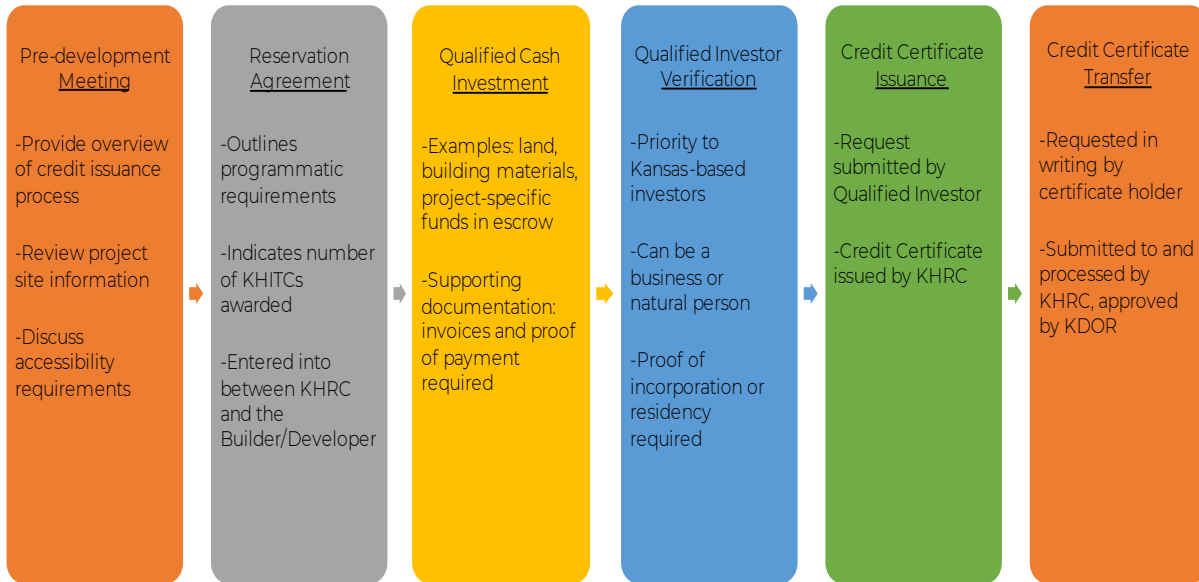 Pre-development
Meeting
-Provide overview
of credit issuance
process
-Review project
site information
-Discuss
accessibility
requirements
Reservation
Agreement
-Outlines
programmatic
requirements
-Indicates number
of KHITCs
awarded
-Entered into
between KHRC
and the
Builder/Developer
Qualified Cash
Investment
-Examples: land,
building materials,
project-specific
funds in escrow
-Supporting
documentation:
invoices and proof
of payment
required
Qualified Investor
Verification
-Priority to
Kansas-based
investors
-Can be a
business or
natural person
-Proof of
incorporation or
residency
required
Credit Certificate
Issuance
-Request
submitted by
Qualified Investor
-Credit Certificate
issued by KHRC
Credit Certificate
Transfer
-Requested in
writing by
certificate holder
-Submitted to and
processed by
KHRC, approved
by KDOR